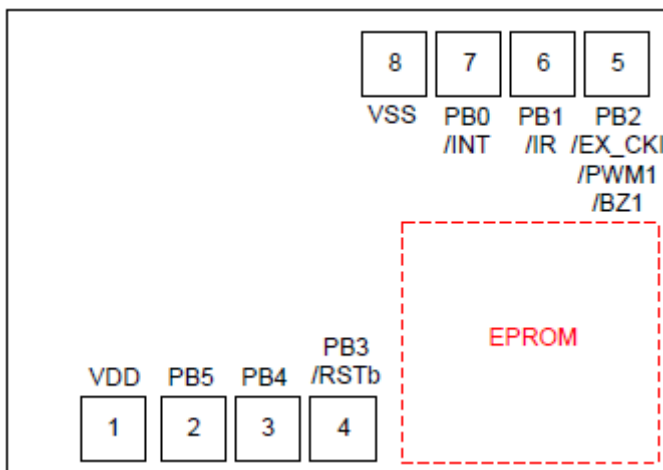 8 7 6 5
VSS PB0 PB1 PB2
/INT /IR /EX_CKI
/PWM1
/BZ1
EPROM
PB3
VDD PB5 PB4 /RSTb
1 2 3 4